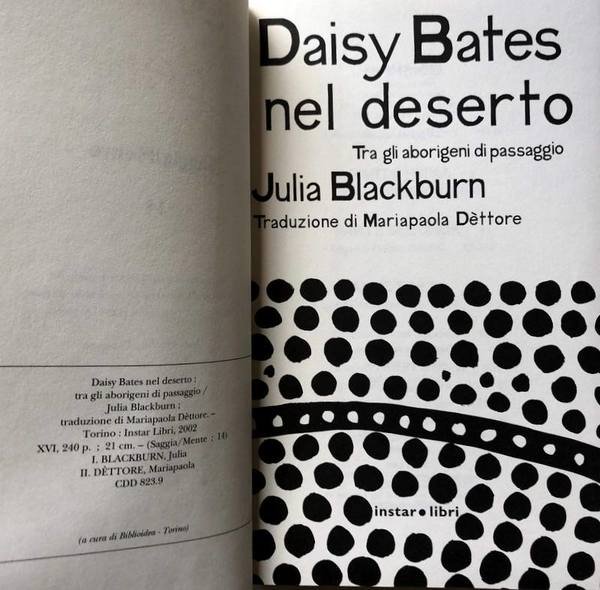 Daisy Bates nel deserto :
tra gli aborigeni di passaggio /
Julia Blackburn ;
traduzione di Mariapaola Dèttore. –
Torino : Instar Libri, 2002
XVI, 240 p. ; 21 cm. – (Saggia/Mente ; 14)
I. BLACKBURN, Julia
II. DÈTTORE, Mariapaola
CDD 823.9
(a cura di Biblioidea - Torino)
Daisy Bates
nel deserto
Tra gli aborigeni di passaggio
Julia Blackburn
Traduzione di Mariapaola Dèttore
instar•libri